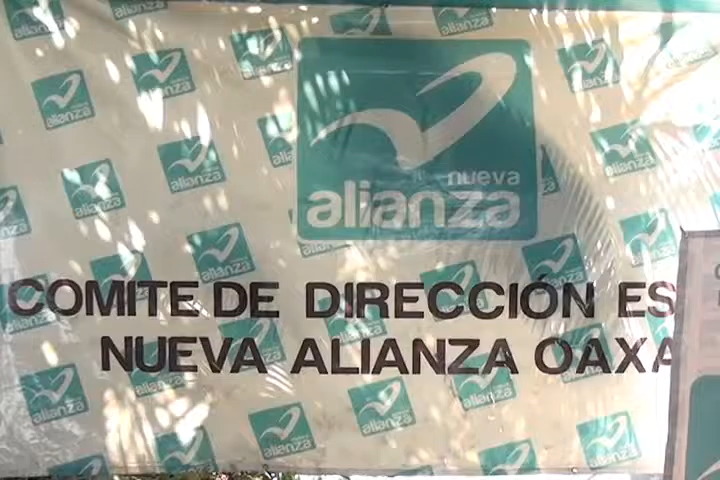 nueva
alianza
COMITE DE DIRECCIÓN ES
NUEVA ALIANZA OAXA